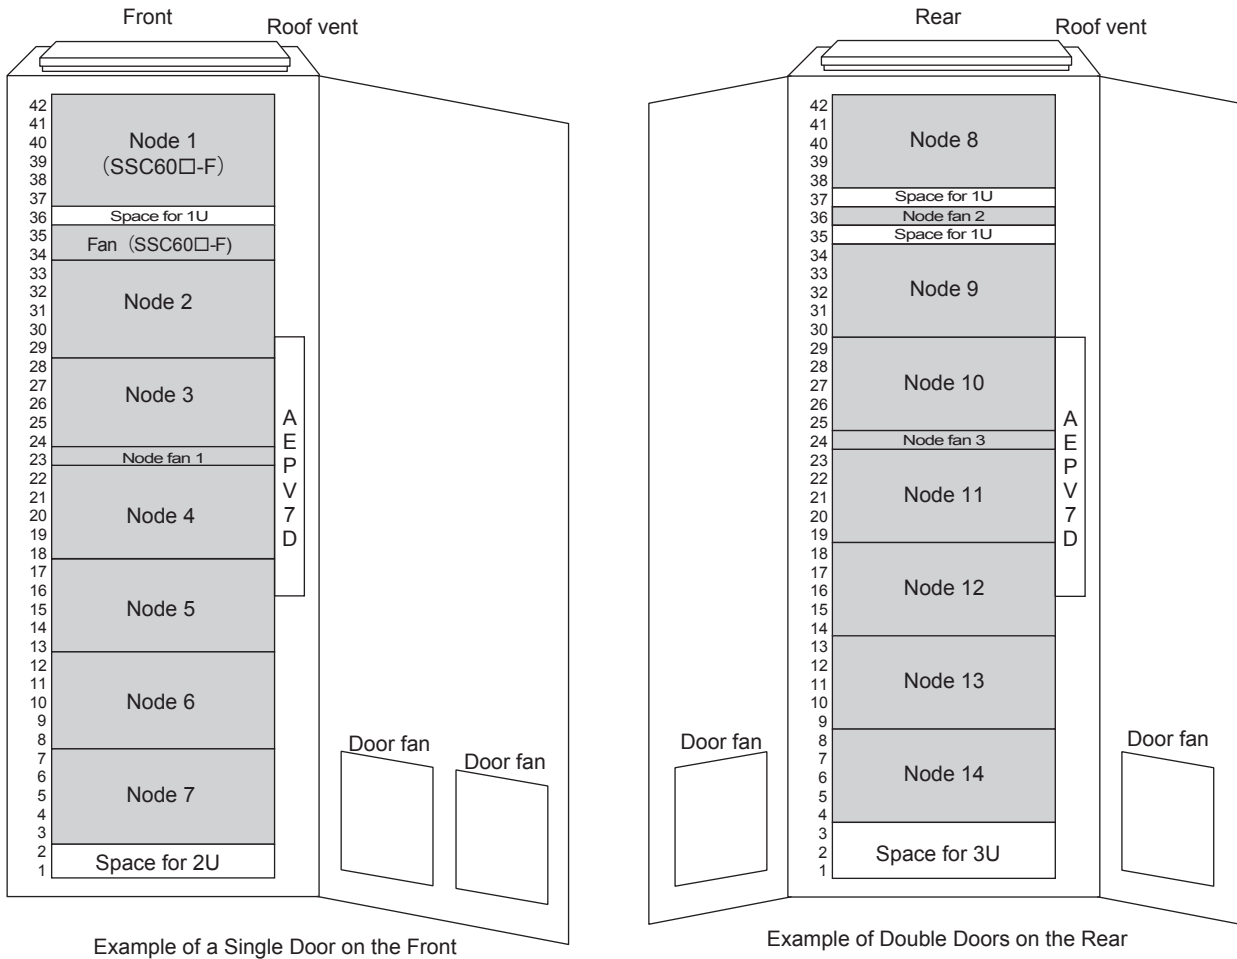 Front
Roof vent
42
41
40
39
38
37
36
35
34
33
32
31
30
29
28
27
26
25
24
23
22
21
20
19
18
17
16
15
14
13
12
11
10
9
8
7
6
5
4
3
2
1
Node 1
（SSC60□-F）
Space for 1U
Fan（SSC60□-F)
Node 2
Node 3
Node fan 1
Node 4
Node 5
Node 6
Node 7
Space for 2U
A
E
P
V
7
D
Door fan
Door fan
Example of a Single Door on the Front
Rear
Roof vent
42
41
40
39
38
37
36
35
34
33
32
31
30
29
28
27
26
25
24
23
22
21
20
19
18
17
16
15
14
13
12
11
10
9
8
7
6
5
4
3
2
1
Node 8
Space for 1U
Node fan 2
Space for 1U
Node 9
Node 10
Node fan 3
Node 11
Node 12
Node 13
Node 14
Space for 3U
A
E
P
V
7
D
Door fan
Door fan
Example of Double Doors on the Rear